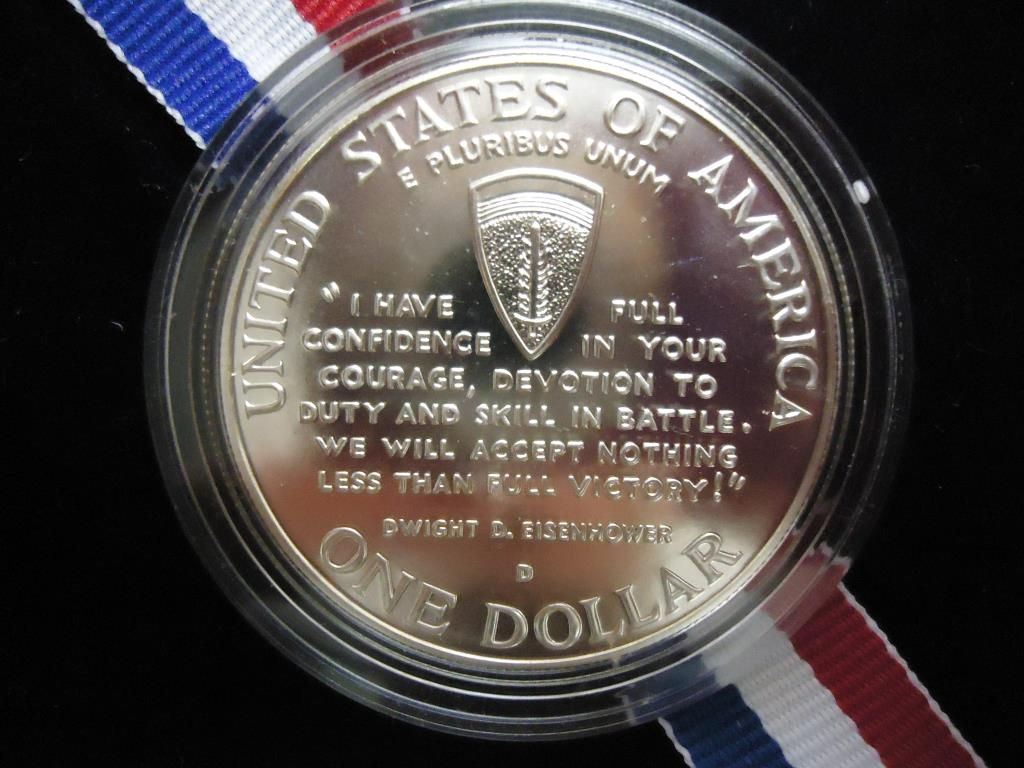 UNITED STATES OF AMERICA
E PLURIBUS UNUM
" I HAVE FULL
CONFIDENCE IN YOUR
COURAGE, DEVOTION TO
DUTY AND SKILL IN BATTLE.
WE WILL ACCEPT NOTHING
LESS THAN FULL VICTORY!"
DWIGHT D. EISENHOWER
D
ONE DOLLAR